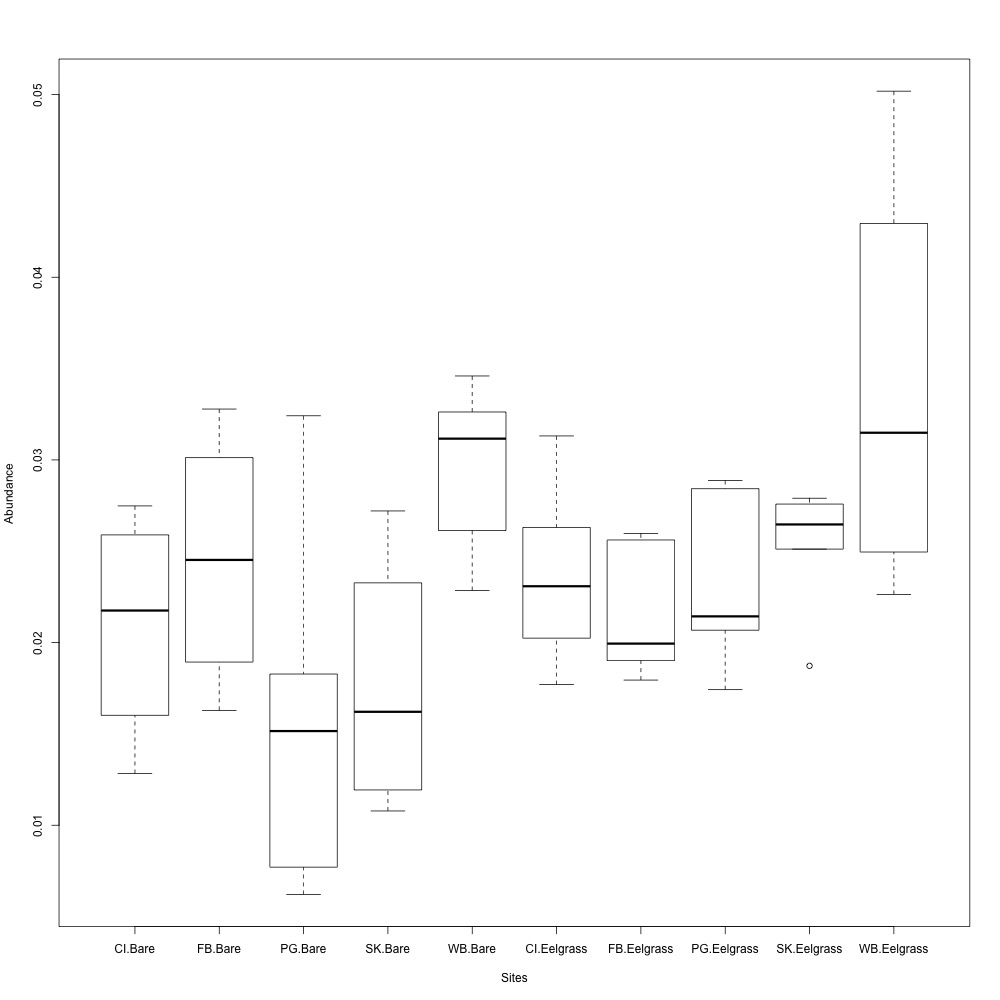 Abundance
0.05
0.04
0.03
0.02
0.01
CI.Bare FB.Bare PG.Bare SK.Bare WB.Bare CI.Eelgrass FB.Eelgrass PG.Eelgrass SK.Eelgrass WB.Eelgrass
Sites